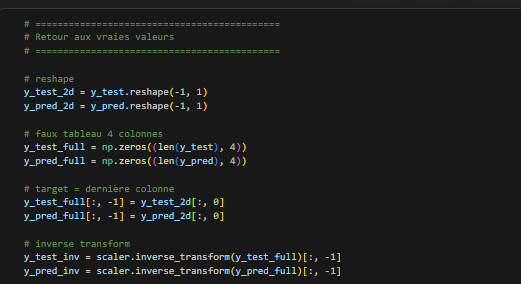 # ===========================================
# Retour aux vraies valeurs
# ===========================================
# reshape
y_test_2d = y_test.reshape(-1, 1)
y_pred_2d = y_pred.reshape(-1, 1)
# faux tableau 4 colonnes
y_test_full = np.zeros((len(y_test), 4))
y_pred_full = np.zeros((len(y_pred), 4))
# target = dernière colonne
y_test_full[:, -1] = y_test_2d[:, 0]
y_pred_full[:, -1] = y_pred_2d[:, 0]
# inverse transform
y_test_inv = scaler.inverse_transform(y_test_full)[:, -1]
y_pred_inv = scaler.inverse_transform(y_pred_full)[:, -1]